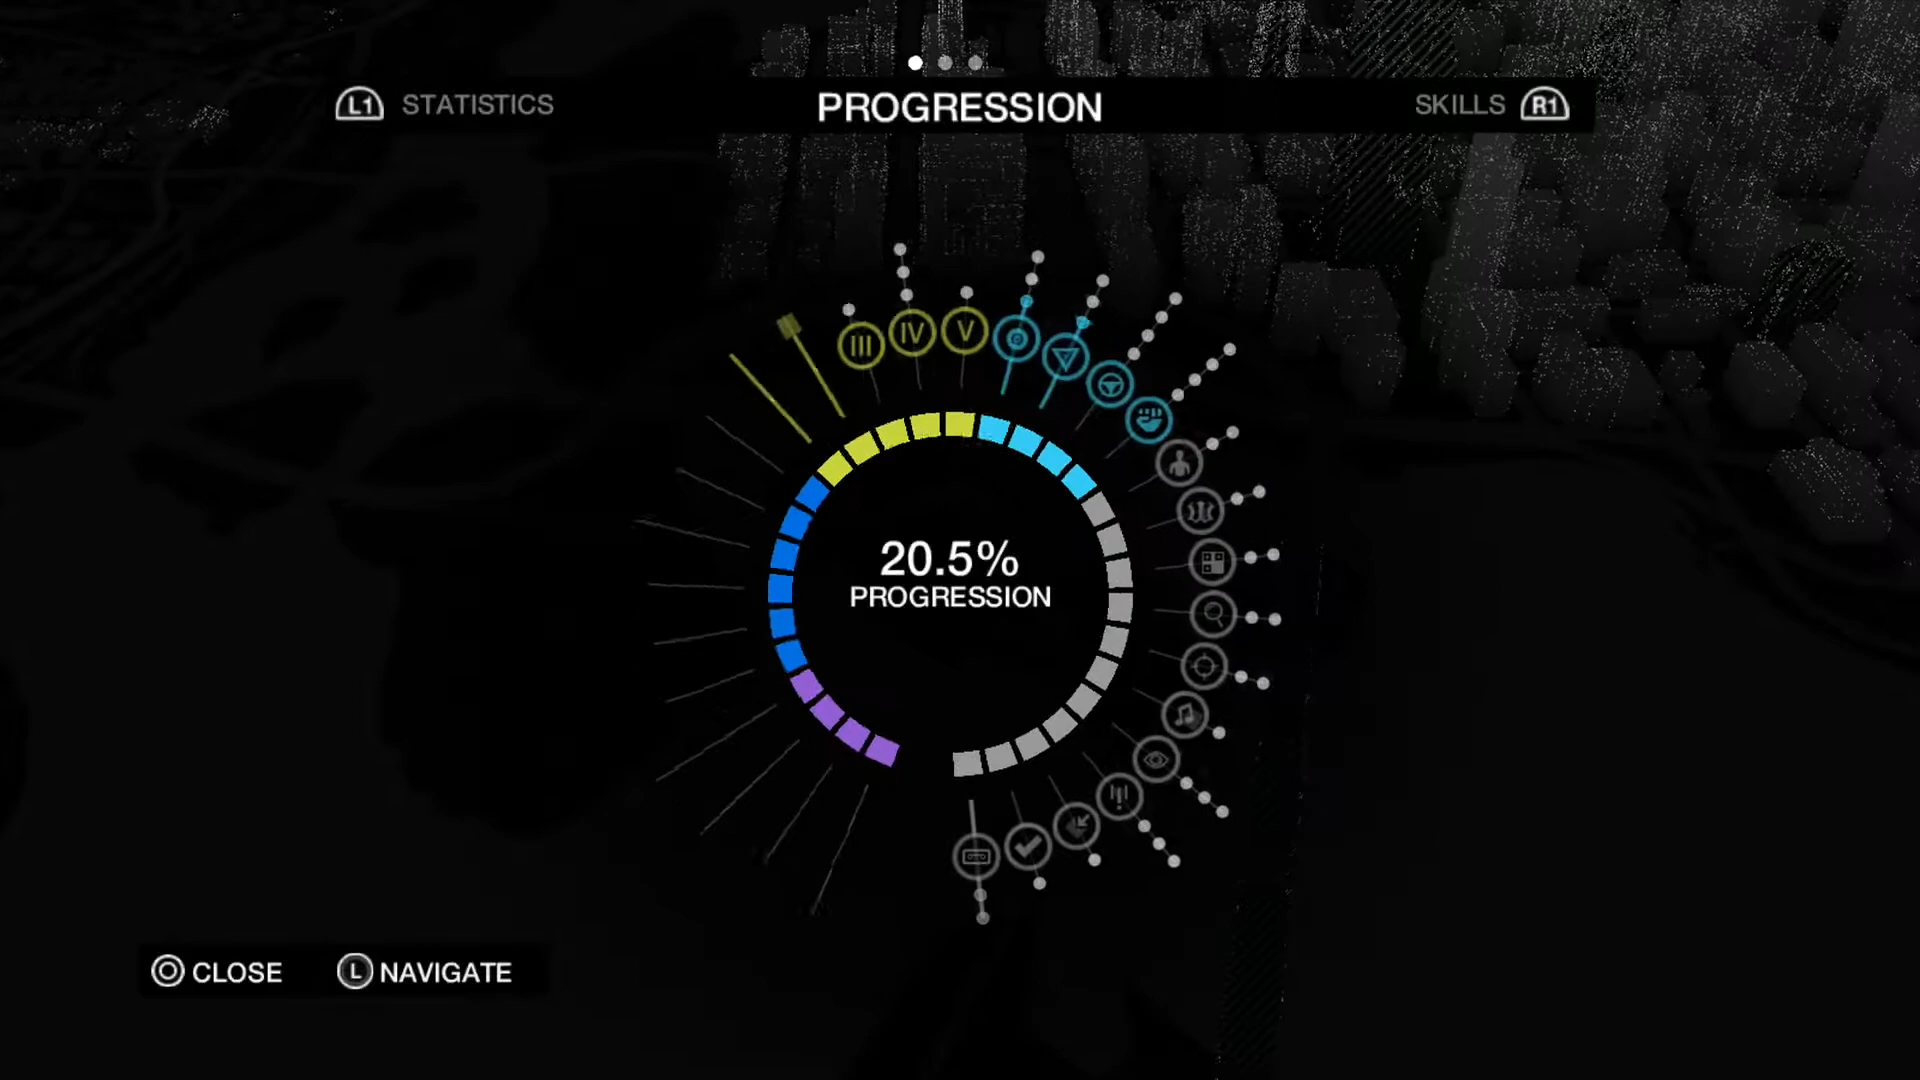 L1 STATISTICS
PROGRESSION
SKILLS R1
III
IV
V
20.5%
PROGRESSION
CLOSE
L NAVIGATE